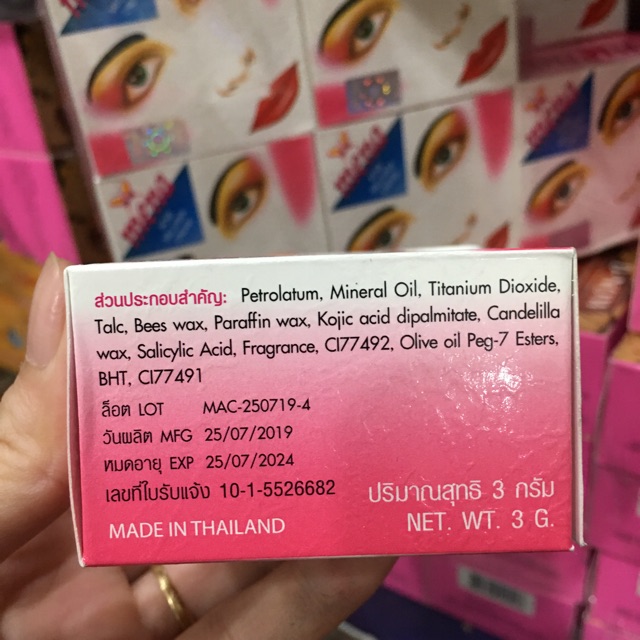 ส่วนประกอบสำคัญ: Petrolatum, Mineral Oil, Titanium Dioxide,
Talc, Bees wax, Paraffin wax, Kojic acid dipalmitate, Candelilla
wax, Salicylic Acid, Fragrance, CI77492, Olive oil Peg-7 Esters,
BHT, CI77491
ล็อต LOT MAC-250719-4
วันผลิต MFG 25/07/2019
หมดอายุ EXP 25/07/2024
เลขที่ใบรับแจ้ง 10-1-5526682
ปริมาณสุทธิ 3 กรัม
MADE IN THAILAND
NET. WT. 3 G.